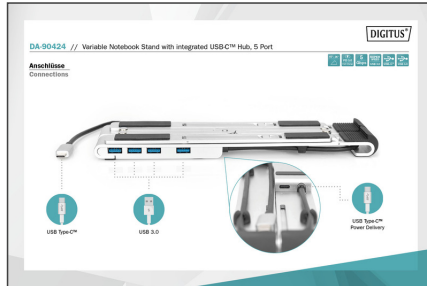 DIGITUS®
DA-90424 // Variable Notebook Stand with integrated USB-C™ Hub, 5 Port
Anschlüsse
Connections
USB Type-C™
USB 3.0
USB Type-C™
Power Delivery